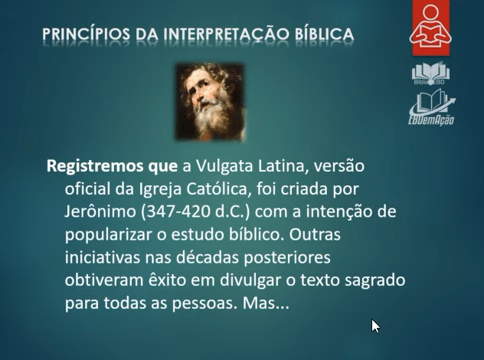 PRINCÍPIOS DA INTERPRETAÇÃO BÍBLICA
EBDemAção
Registremos que a Vulgata Latina, versão
oficial da Igreja Católica, foi criada por
Jerônimo (347-420 d.C.) com a intenção de
popularizar o estudo bíblico. Outras
iniciativas nas décadas posteriores
obtiveram êxito em divulgar o texto sagrado
para todas as pessoas. Mas...